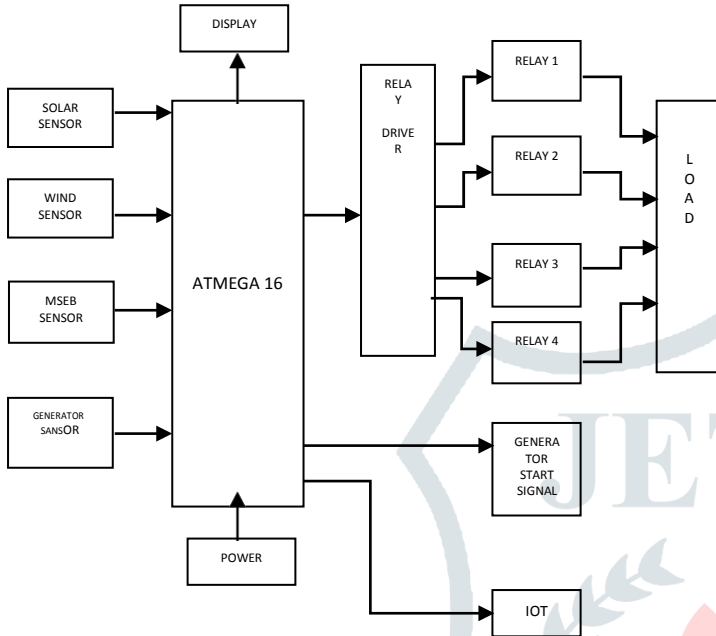 DISPLAY
SOLAR
SENSOR
WIND
SENSOR
MSEB
SENSOR
GENERATOR
SANSOR
ATMEGA 16
POWER
RELA
Y
DRIVE
R
RELAY 1
RELAY 2
RELAY 3
RELAY 4
L
O
A
D
GENERA
TOR
START
SIGNAL
IOT
JET